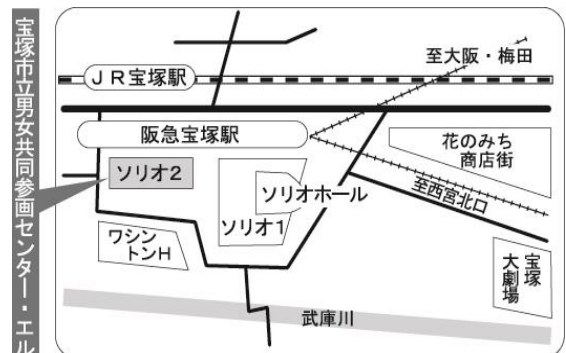 宝塚市立男女共同参画センター・エル
至大阪・梅田
JR宝塚駅
阪急宝塚駅
花のみち
商店街
ソリオ2
ソリオホール
至西宮北口
ソリオ1
ワシン
トンH
宝塚
大劇場
武庫川